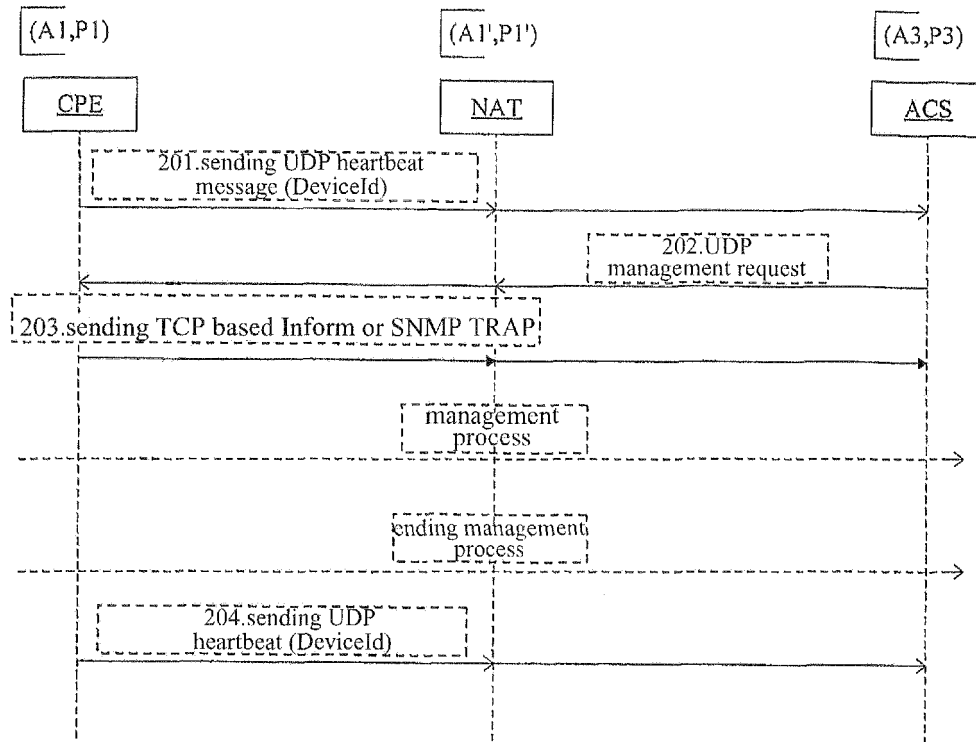 (A1,P1)
(A1',P1')
(A3,P3)
CPE
NAT
ACS
201.sending UDP heartbeat
message (DeviceId)
202.UDP
management request
203.sending TCP based Inform or SNMP TRAP
management
process
ending management
process
204.sending UDP
heartbeat (DeviceId)